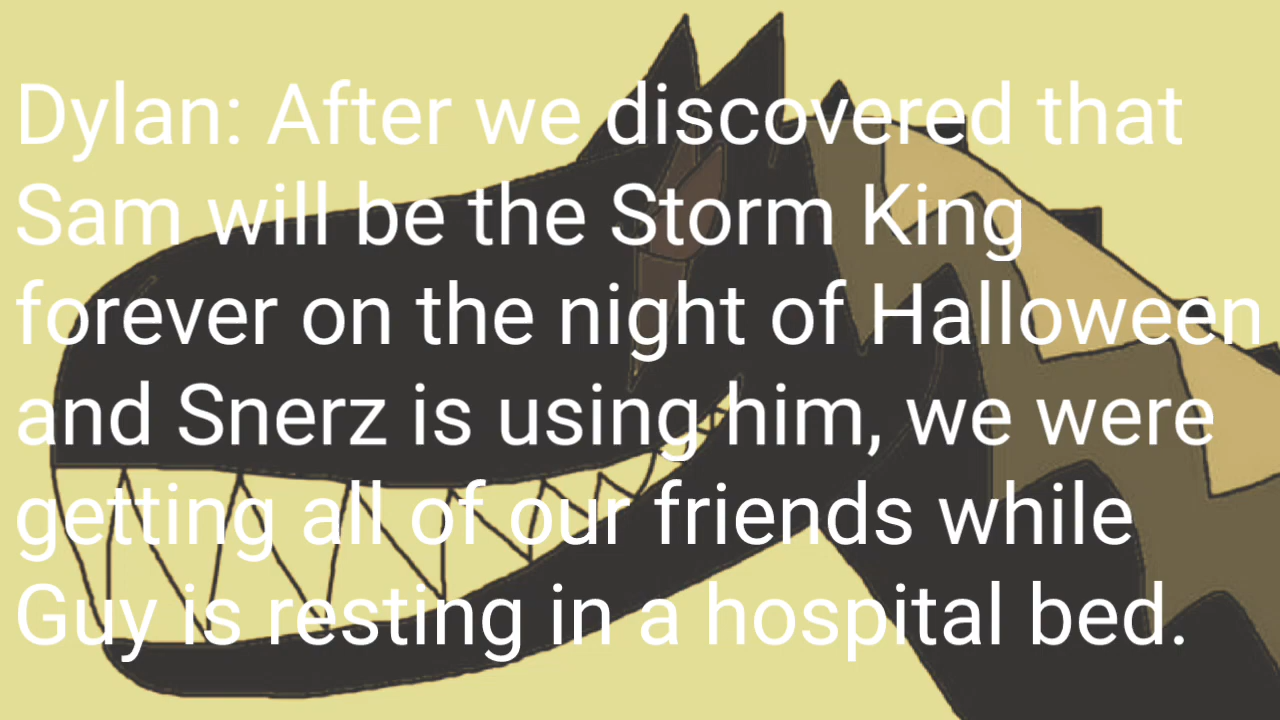 Dylan: After we discovered that
Sam will be the Storm King
forever on the night of Halloween
and Snerz is using him, we were
getting all of our friends while
Guy is resting in a hospital bed.